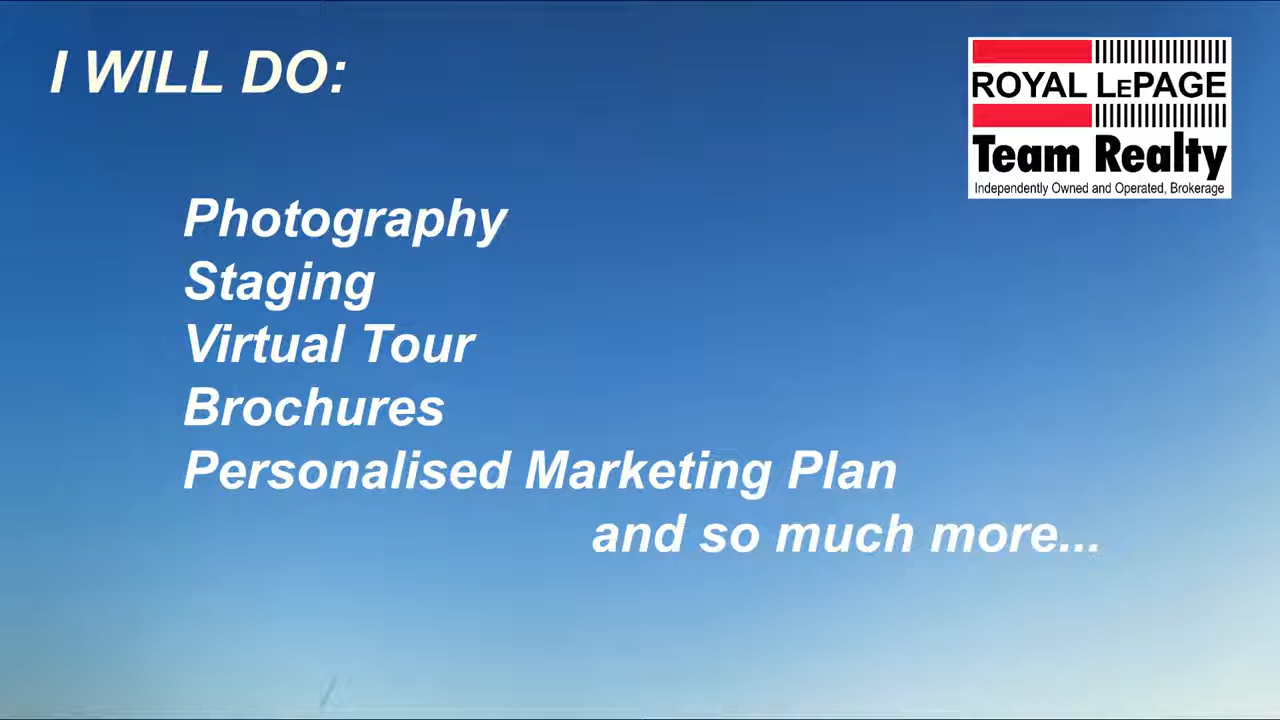 I WILL DO:
ROYAL LePAGE
Team Realty
Independently Owned and Operated, Brokerage
Photography
Staging
Virtual Tour
Brochures
Personalised Marketing Plan
and so much more...